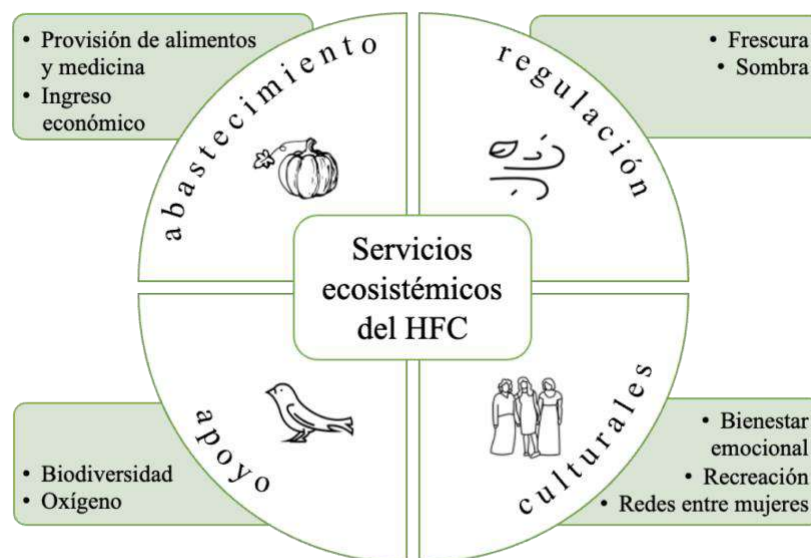 • Provisión de alimentos
y medicina
• Ingreso
económico
abastecimiento
regulación
• Frescura
• Sombra
Servicios
ecosistémicos
del HFC
apoyo
• Biodiversidad
• Oxígeno
culturales
• Bienestar
emocional
• Recreación
• Redes entre mujeres